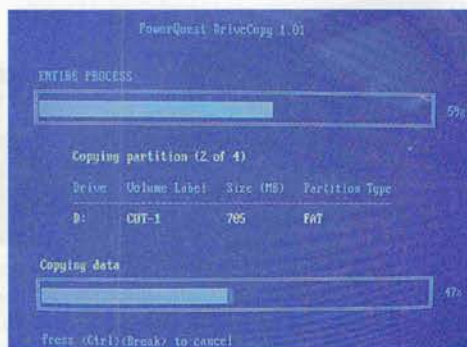 PowerQuest DriveCopy 1.01
ENTIRE PROCESS
59%
Copying partition (2 of 4)
Drive Volume Label Size (MB) Partition Type
D: CUT-1 705 FAT
Copying data
47%
Press <Ctrl><Break> to cancel